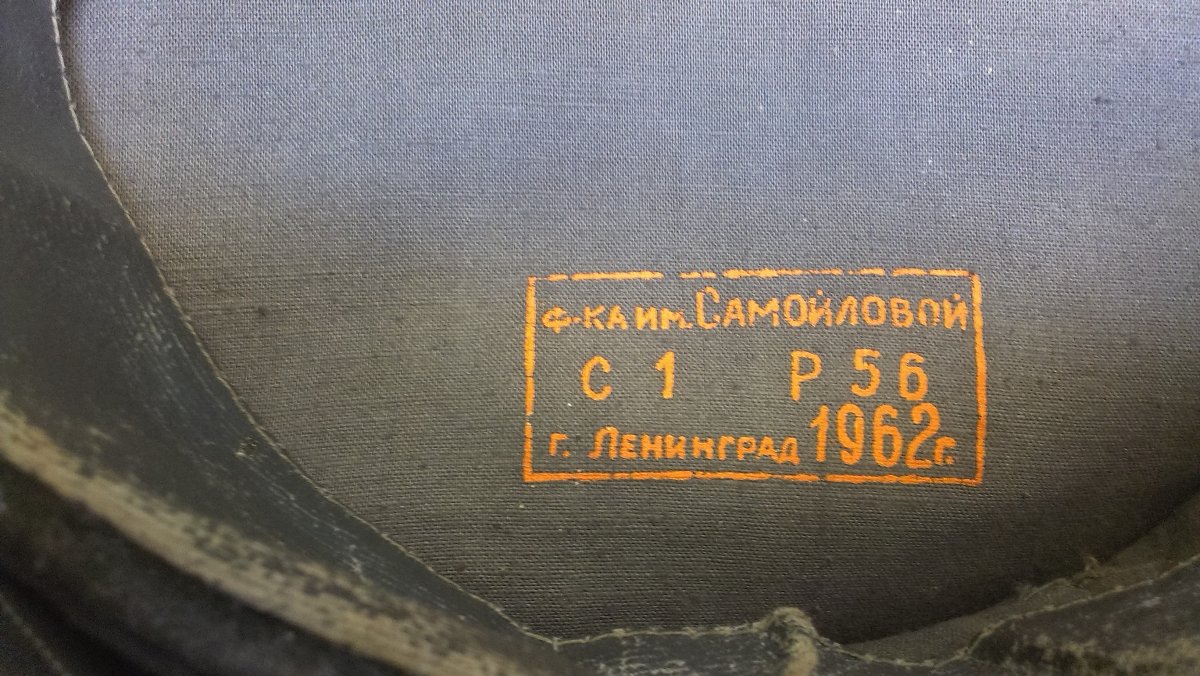 ф-КА ИМ. САМОЙЛОВОЙ
С 1 Р 56
Г. ЛЕНИНГРАД 1962г.